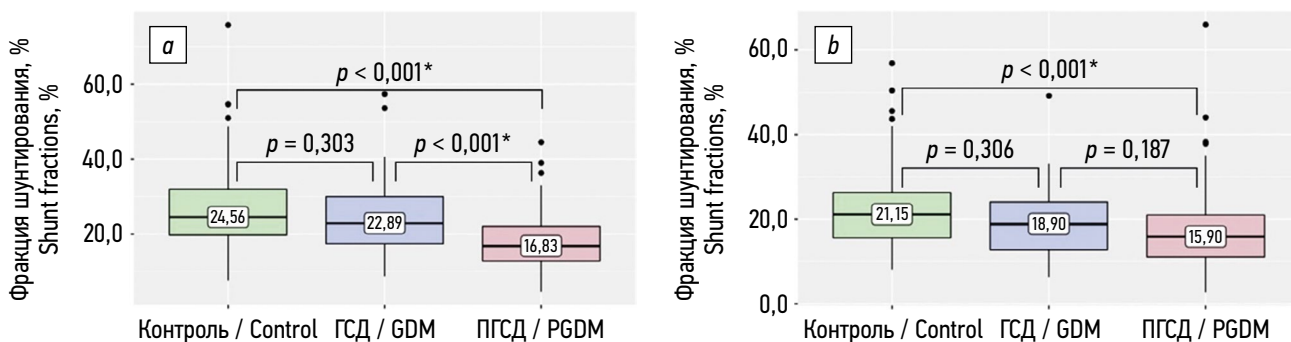 a
Фракция шунтирования, %
Shunt fractions, %
60,0
40,0
20,0
p < 0,001*
p = 0,303
p < 0,001*
24,56
22,89
16,83
Контроль / Control
ГСД / GDM
ПГСД / PGDM
b
Фракция шунтирования, %
Shunt fractions, %
60,0
40,0
20,0
0,0
p < 0,001*
p = 0,306
p = 0,187
21,15
18,90
15,90
Контроль / Control
ГСД / GDM
ПГСД / PGDM